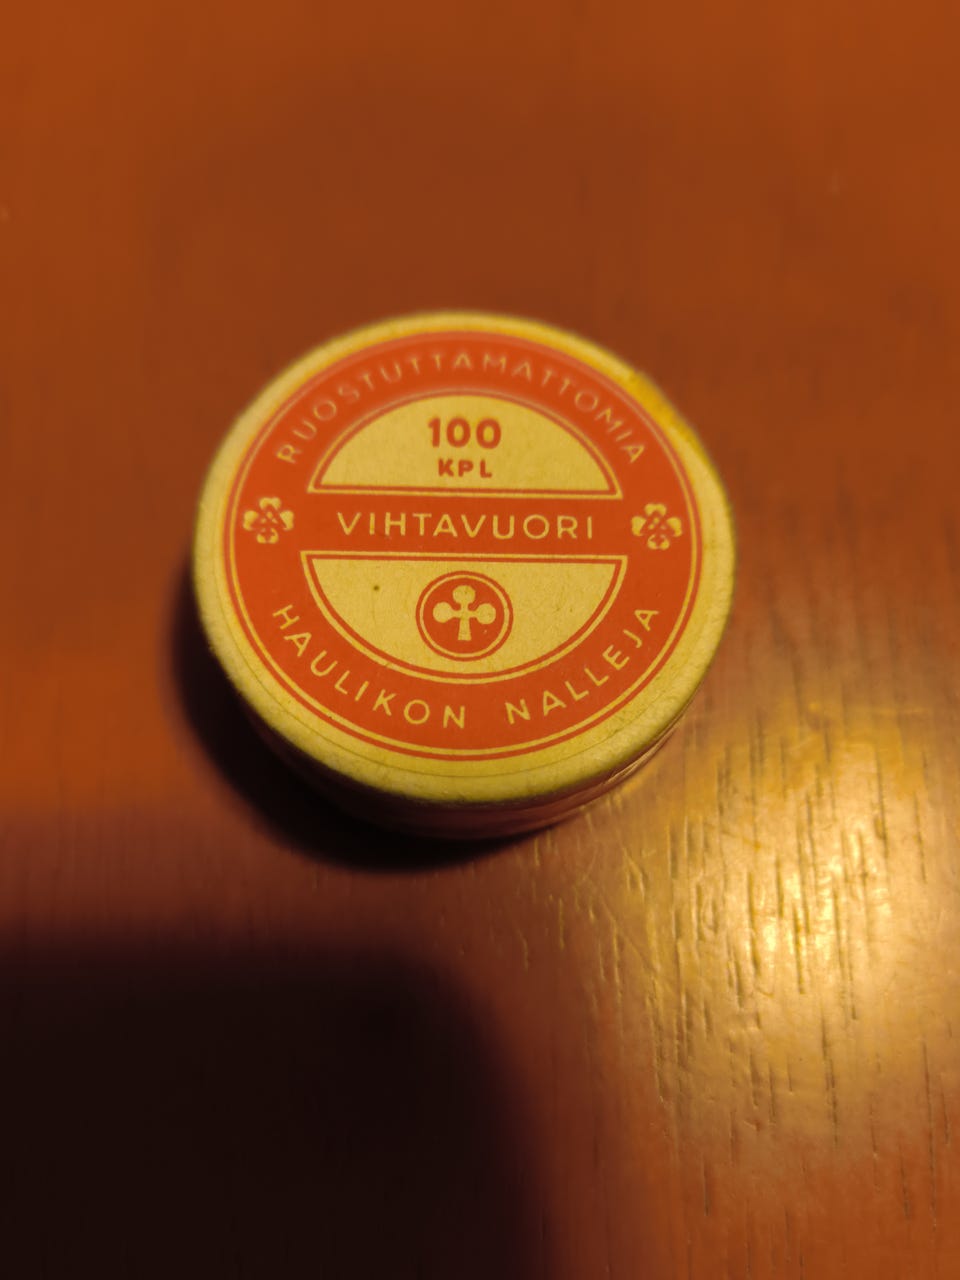 RUOSTUTTAMATTOMIA
100
KPL
VIHTAVUORI
HAULIKON NALLEJA